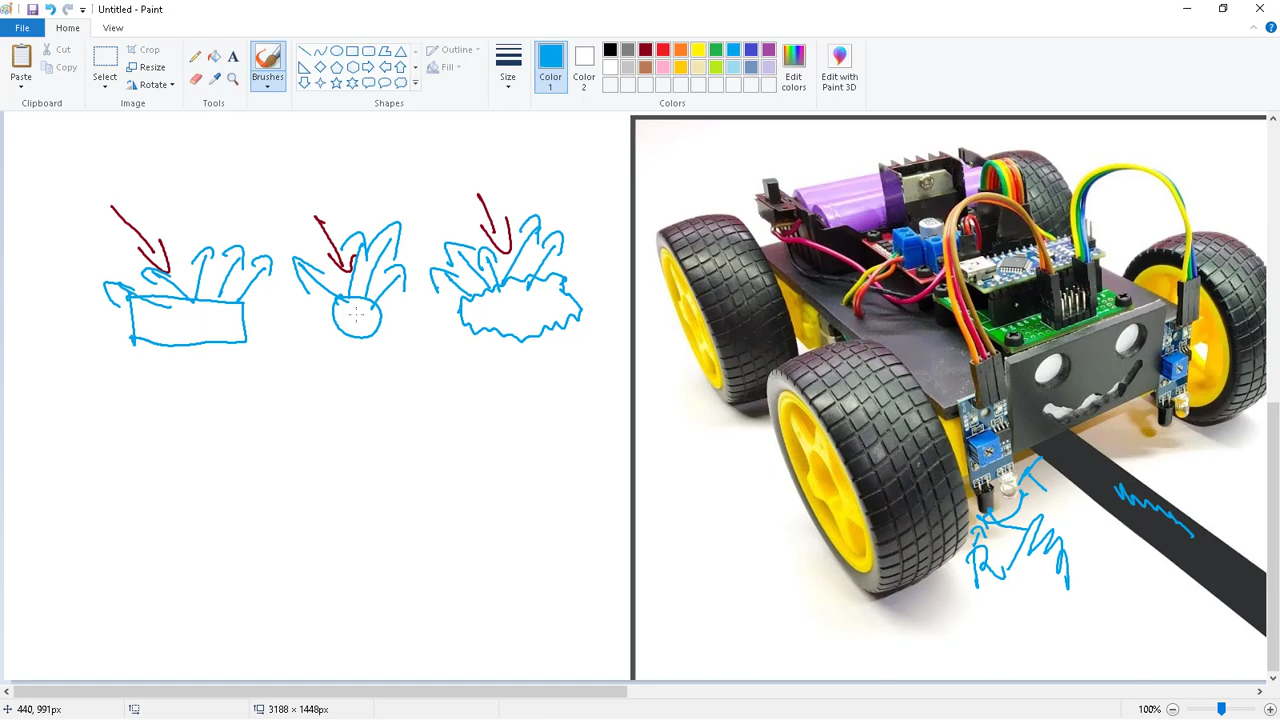 Untitled - Paint
File
Home
View
Paste
Cut
Copy
Clipboard
Select
Crop
Resize
Rotate
Image
A
Tools
Brushes
Outline
Fill
Shapes
Size
Color
1
Color
2
Edit
colors
Edit with
Paint 3D
Colors
T
R
440, 991px
3188 × 1448px
100%